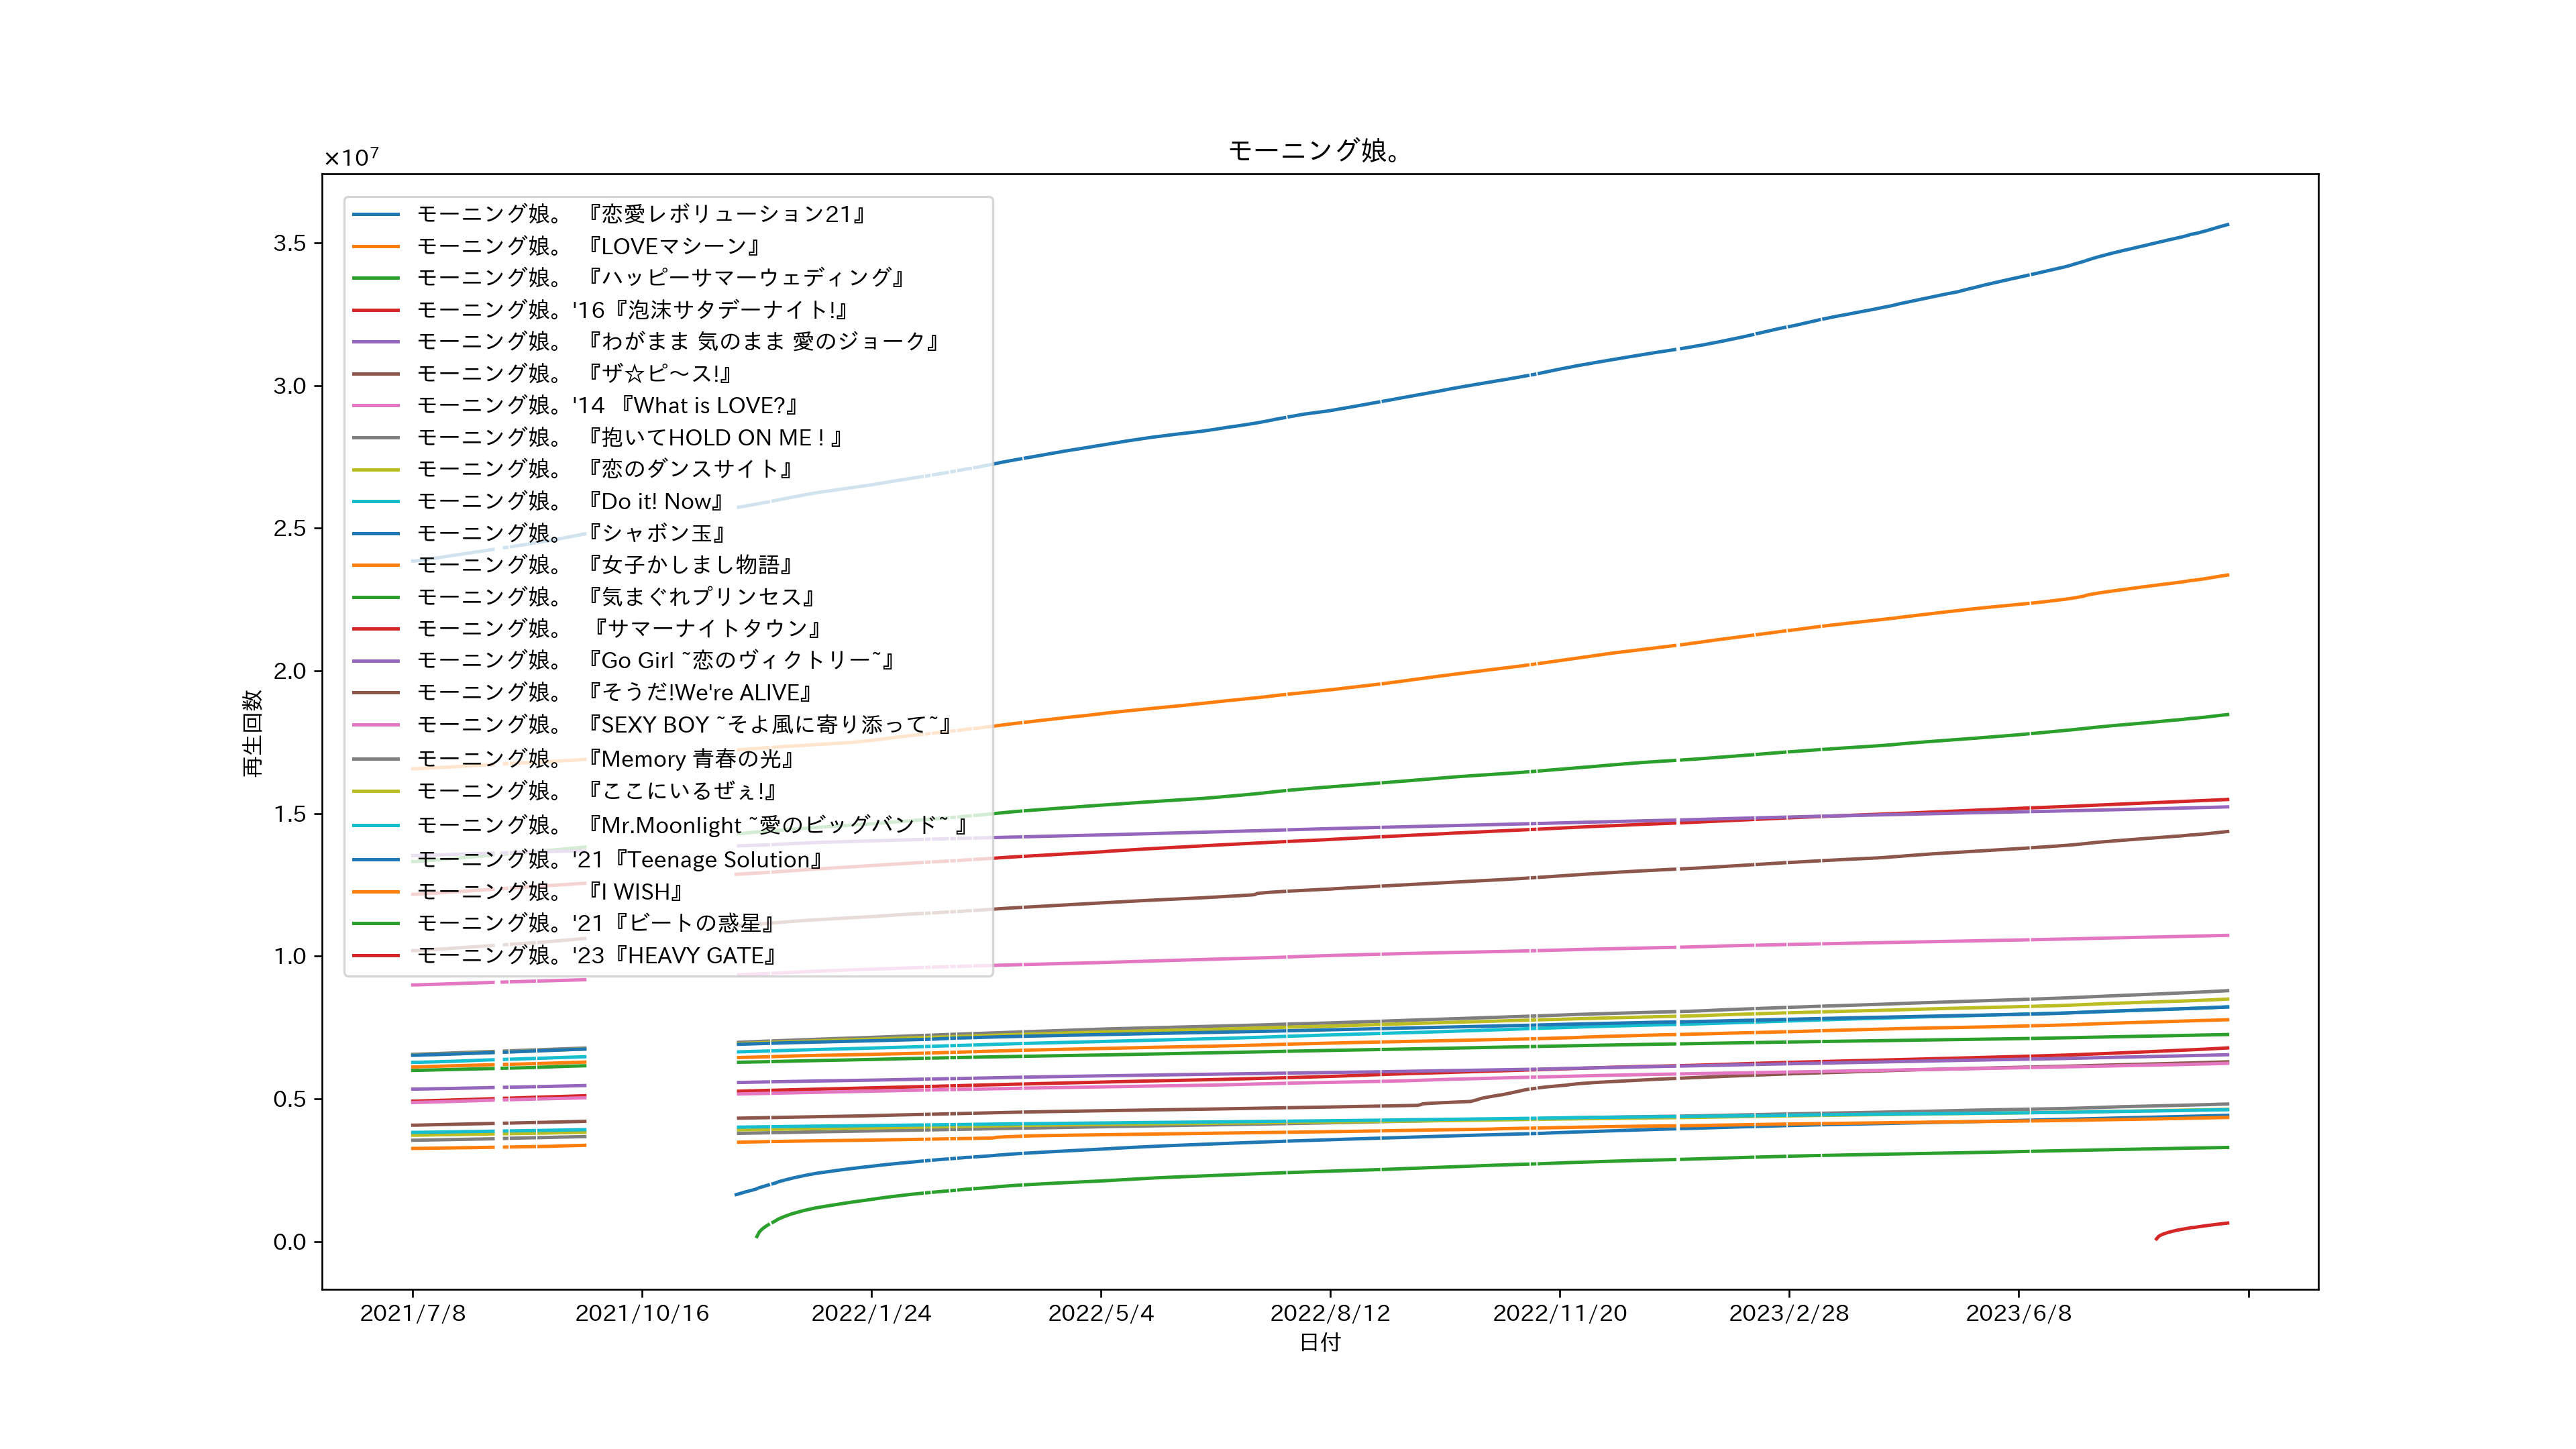 モーニング娘。
×10⁷
モーニング娘。 『恋愛レボリューション21』
モーニング娘。 『LOVEマシーン』
モーニング娘。 『ハッピーサマーウェディング』
モーニング娘。'16『泡沫サタデーナイト!』
モーニング娘。 『わがまま 気のまま 愛のジョーク』
モーニング娘。 『ザ☆ピ〜ス!』
モーニング娘。'14 『What is LOVE?』
モーニング娘。 『抱いてHOLD ON ME ! 』
モーニング娘。 『恋のダンスサイト』
モーニング娘。 『Do it! Now』
モーニング娘。 『シャボン玉』
モーニング娘。 『女子かしまし物語』
モーニング娘。 『気まぐれプリンセス』
モーニング娘。 『サマーナイトタウン』
モーニング娘。 『Go Girl ~恋のヴィクトリー~』
モーニング娘。 『そうだ!We're ALIVE』
モーニング娘。 『SEXY BOY ~そよ風に寄り添って~』
モーニング娘。 『Memory 青春の光』
モーニング娘。 『ここにいるぜぇ!』
モーニング娘。 『Mr.Moonlight ~愛のビッグバンド~ 』
モーニング娘。'21『Teenage Solution』
モーニング娘。 『I WISH』
モーニング娘。'21『ビートの惑星』
モーニング娘。'23『HEAVY GATE』
3.5
3.0
2.5
2.0
1.5
1.0
0.5
0.0
再生回数
2021/7/8
2021/10/16
2022/1/24
2022/5/4
2022/8/12
2022/11/20
2023/2/28
2023/6/8
日付